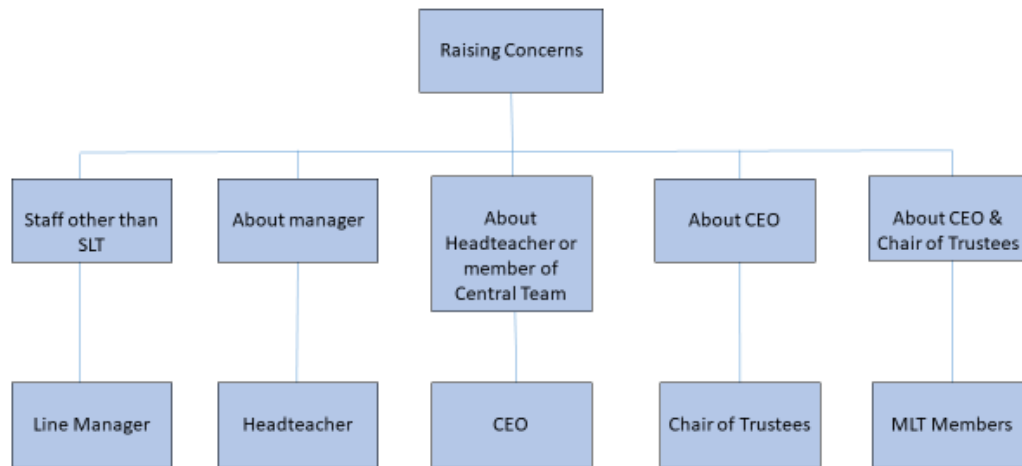 Raising Concerns
Staff other than
SLT
About manager
About
Headteacher or
member of
Central Team
About CEO
About CEO &
Chair of Trustees
Line Manager
Headteacher
CEO
Chair of Trustees
MLT Members